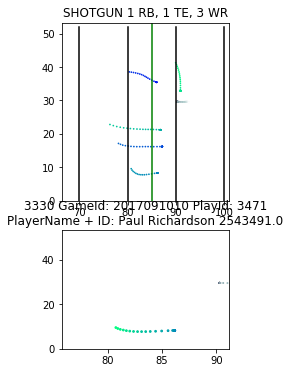 SHOTGUN 1 RB, 1 TE, 3 WR
50
40
30
20
10
0
70 80 90 100
3330 GameId: 2017091010 PlayId: 3471
PlayerName + ID: Paul Richardson 2543491.0
40
20
0
80 85 90